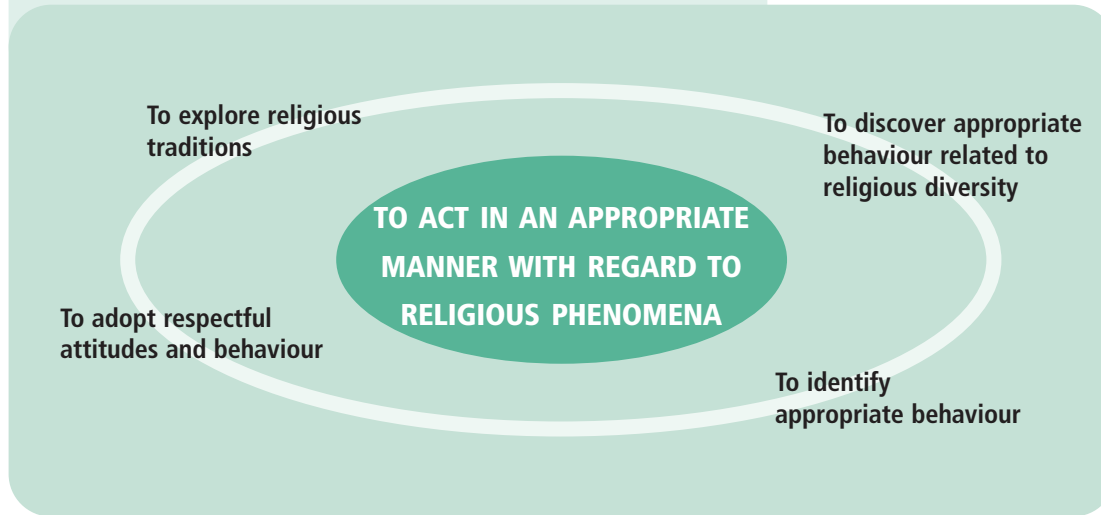 To explore religious
traditions
To discover appropriate
behaviour related to
religious diversity
TO ACT IN AN APPROPRIATE
MANNER WITH REGARD TO
RELIGIOUS PHENOMENA
To adopt respectful
attitudes and behaviour
To identify
appropriate behaviour